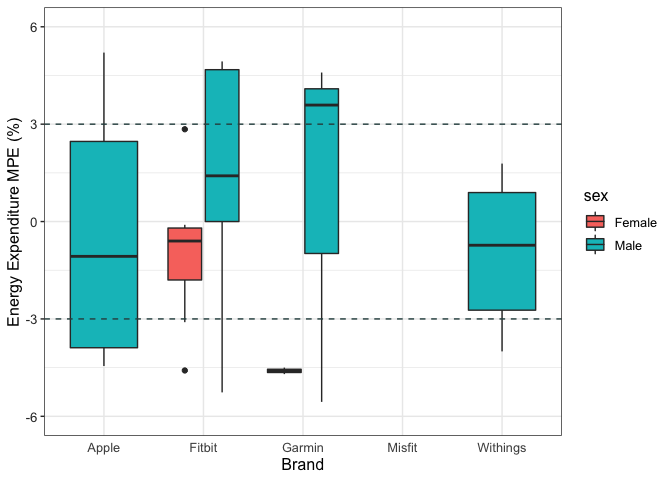 Energy Expenditure MPE (%)
6
3
0
-3
-6
Apple
Fitbit
Garmin
Misfit
Withings
Brand
sex
Female
Male